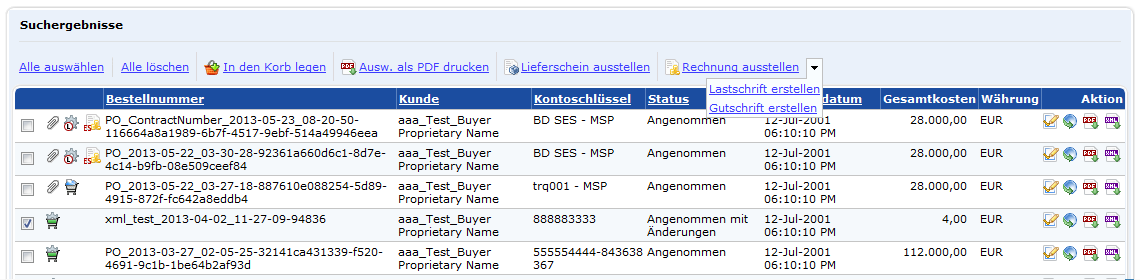 Suchergebnisse
Alle auswählen Alle löschen In den Korb legen Ausw. als PDF drucken Lieferschein ausstellen Rechnung ausstellen
Lastschrift erstellen
Gutschrift erstellen
Bestellnummer Kunde Kontoschlüssel Status datum Gesamtkosten Währung Aktion
PO_ContractNumber_2013-05-23_08-20-50- aaa_Test_Buyer BD SES - MSP Angenommen 12-Jul-2001 28.000,00 EUR
116664a8a1989-6b7f-4517-9ebf-514a49946eea Proprietary Name 06:10:10 PM
PO_2013-05-22_03-30-28-92361a660d6c1-8d7e- aaa_Test_Buyer BD SES - MSP Angenommen 12-Jul-2001 28.000,00 EUR
4c14-b9fb-08e509ceef84 Proprietary Name 06:10:10 PM
PO_2013-05-22_03-27-18-887610e088254-5d89- aaa_Test_Buyer trq001 - MSP Angenommen 12-Jul-2001 28.000,00 EUR
4915-872f-fc642a8eddb4 Proprietary Name 06:10:10 PM
xml_test_2013-04-02_11-27-09-94836 aaa_Test_Buyer 888883333 Angenommen mit 12-Jul-2001 4,00 EUR
Proprietary Name Änderungen 06:10:10 PM
PO_2013-03-27_02-05-25-32141ca431339-f520- aaa_Test_Buyer 555554444-843638 Angenommen 12-Jul-2001 112.000,00 EUR
4691-9c1b-1be64b2af93d Proprietary Name 367 06:10:10 PM